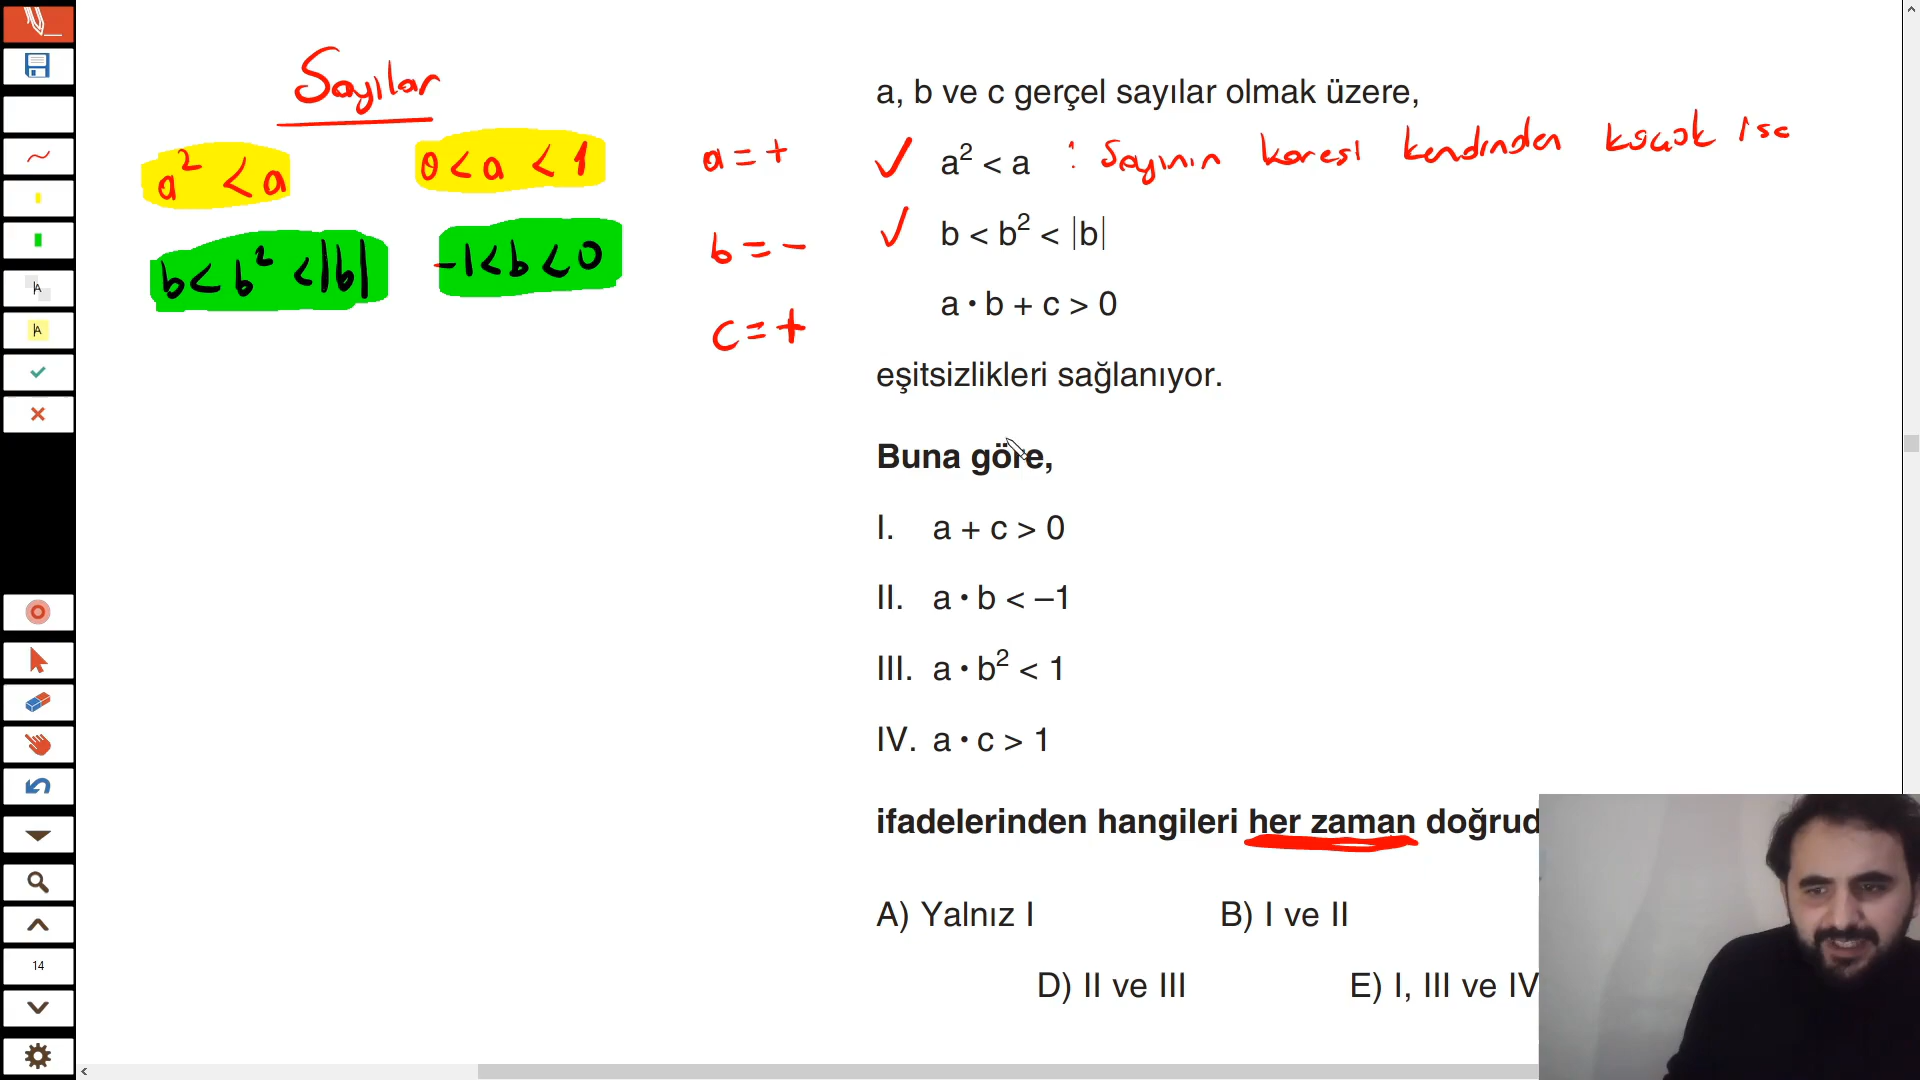 Sayılar
a² < a
0 < a < 1
b < b² < |b|
-1 < b < 0
a = +
b = -
c = +
a, b ve c gerçel sayılar olmak üzere,
a² < a : Sayının karesi kendinden küçük ise
b < b² < |b|
a · b + c > 0
eşitsizlikleri sağlanıyor.
Buna göre,
I. a + c > 0
II. a · b < –1
III. a · b² < 1
IV. a · c > 1
ifadelerinden hangileri her zaman doğrud
A) Yalnız I B) I ve II
D) II ve III E) I, III ve IV
A
A
14